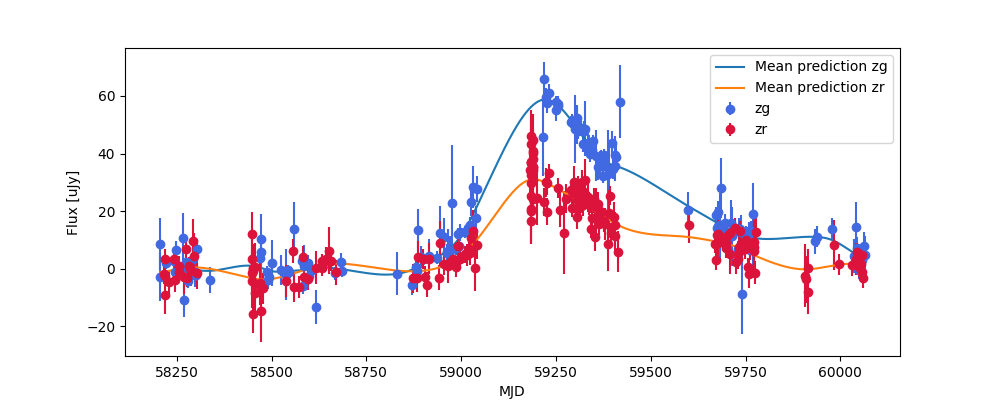 Mean prediction zg
Mean prediction zr
zg
zr
Flux [uJy]
60
40
20
0
−20
58250
58500
58750
59000
59250
59500
59750
60000
MJD